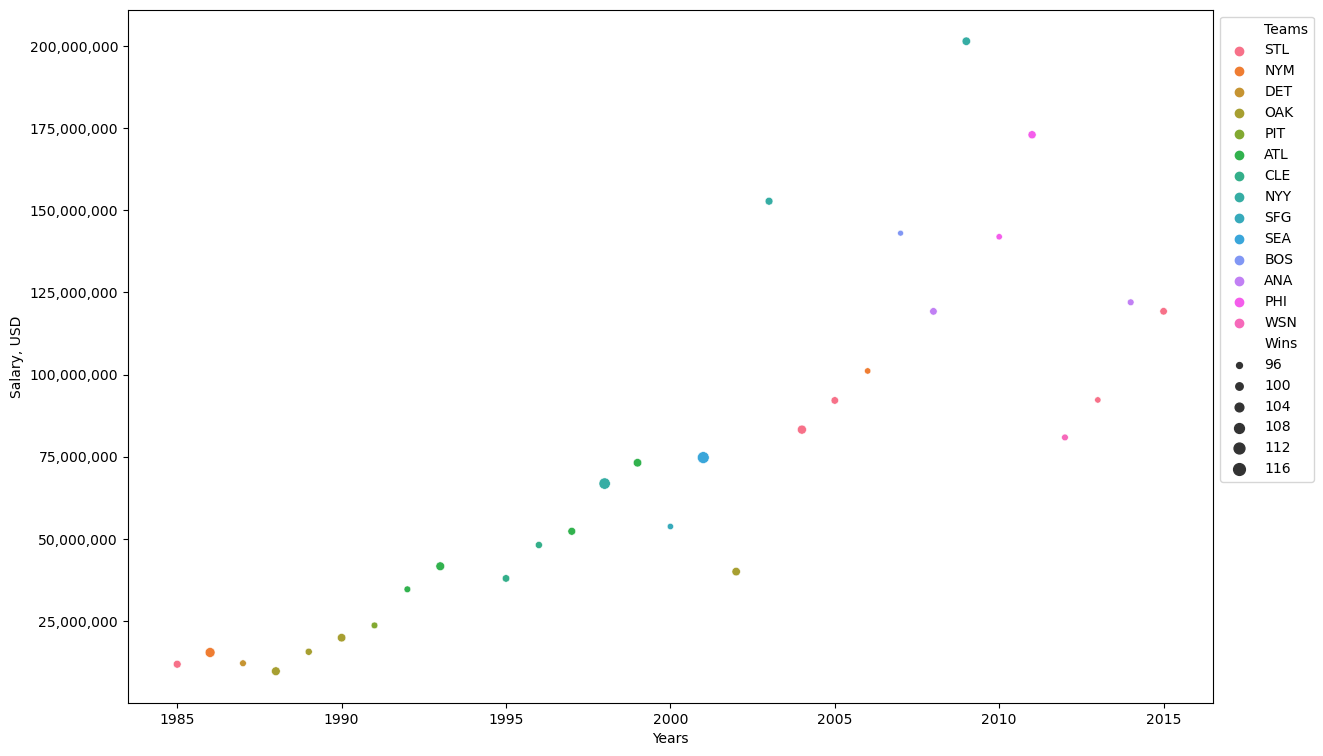 200,000,000
175,000,000
150,000,000
125,000,000
100,000,000
75,000,000
50,000,000
25,000,000
Salary, USD
1985 1990 1995 2000 2005 2010 2015
Years
Teams
STL
NYM
DET
OAK
PIT
ATL
CLE
NYY
SFG
SEA
BOS
ANA
PHI
WSN
Wins
96
100
104
108
112
116